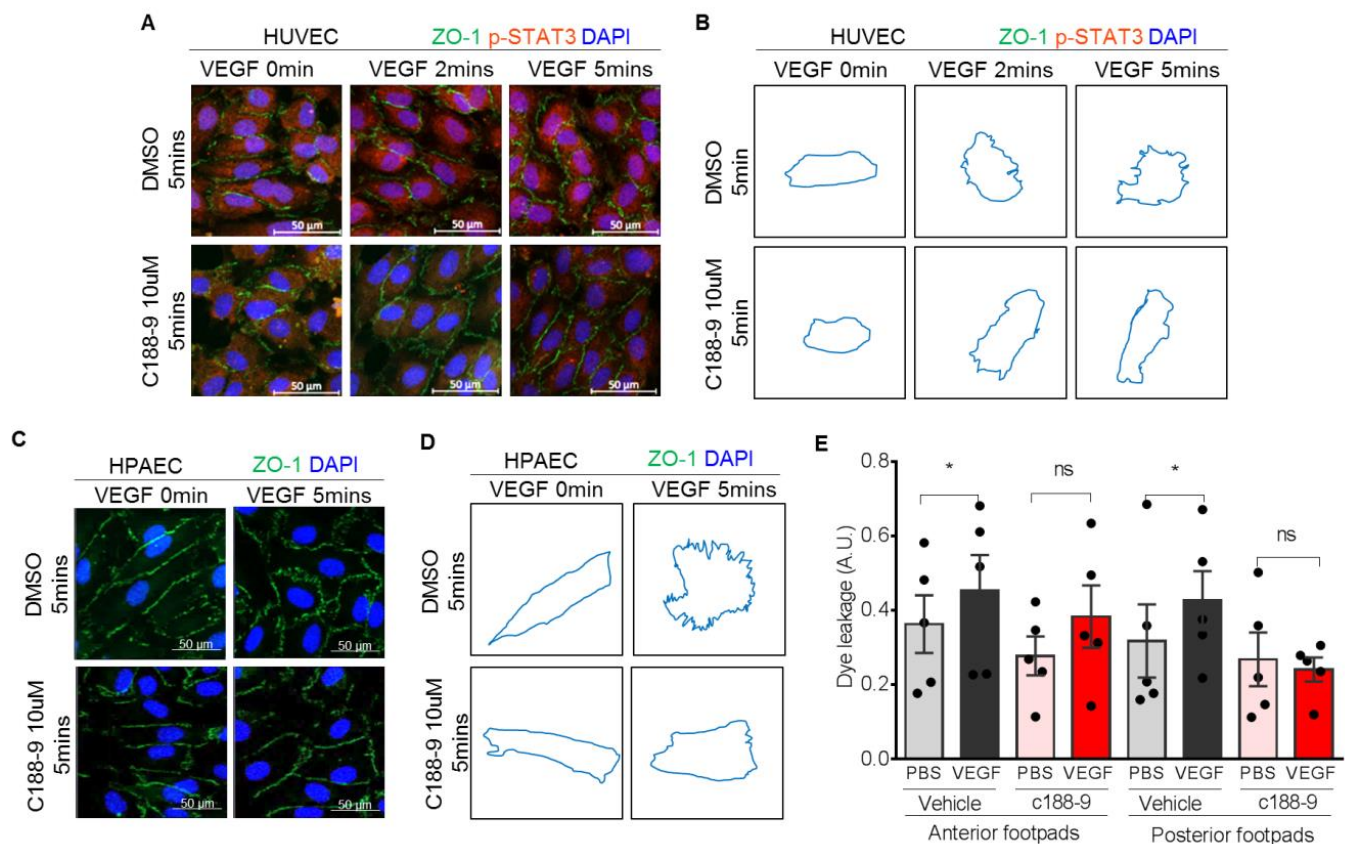 A
HUVEC ZO-1 p-STAT3 DAPI
VEGF 0min VEGF 2mins VEGF 5mins
DMSO
5mins
50 µm 50 µm 50 µm
C188-9 10uM
5mins
50 µm 50 µm 50 µm
B
HUVEC ZO-1 p-STAT3 DAPI
VEGF 0min VEGF 2mins VEGF 5mins
DMSO
5min
C188-9 10uM
5min
C
HPAEC ZO-1 DAPI
VEGF 0min VEGF 5mins
DMSO
5mins
50 µm 50 µm
C188-9 10uM
5mins
50 µm 50 µm
D
HPAEC ZO-1 DAPI
VEGF 0min VEGF 5mins
DMSO
5mins
C188-9 10uM
5mins
E
Dye leakage (A.U.)
0.8
0.6
0.4
0.2
0.0
* ns * ns
PBS VEGF PBS VEGF PBS VEGF PBS VEGF
Vehicle c188-9 Vehicle c188-9
Anterior footpads Posterior footpads